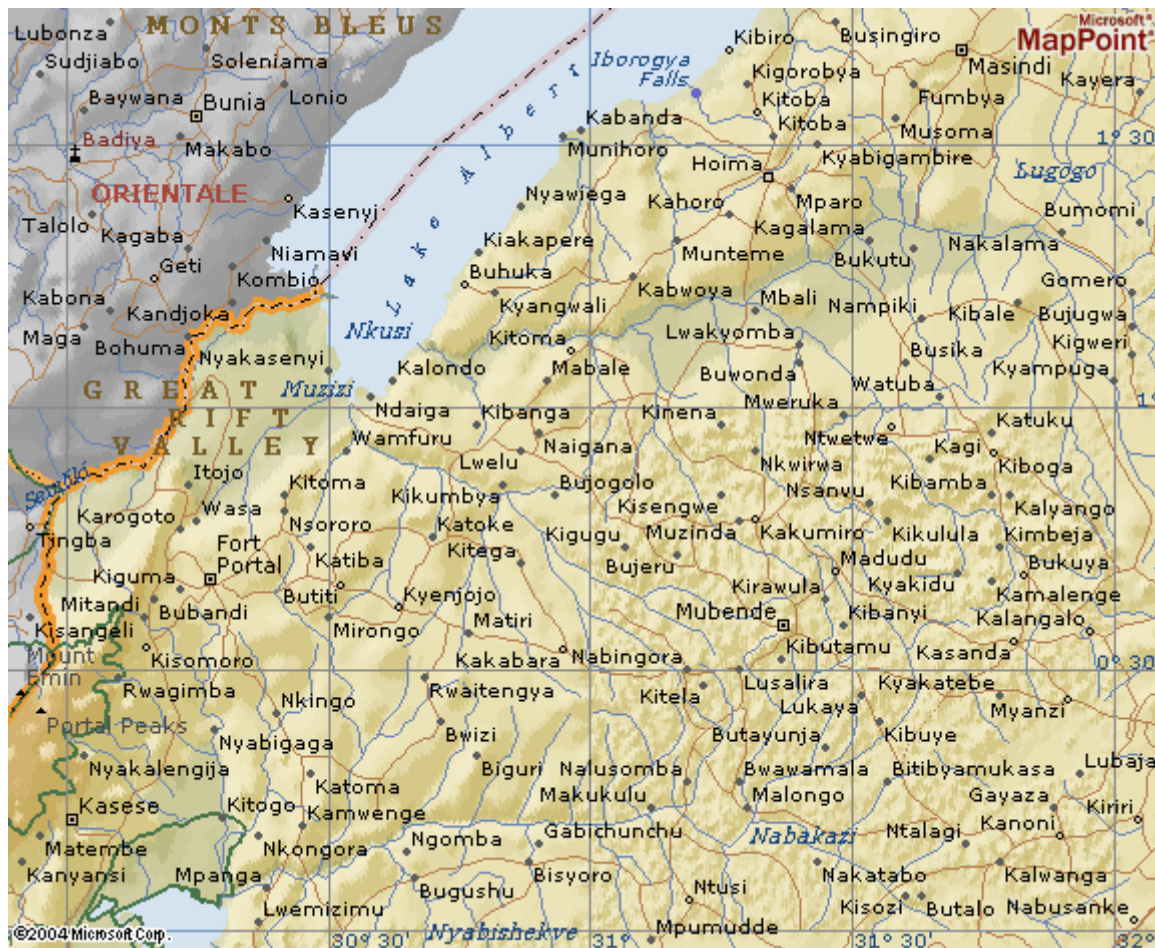 MONTS BLEUS
Microsoft®
MapPoint®
Lubonza
Sudjiabo
Soleniama
Iborogya
Falls
Kibiro
Busingiro
Masindi
Kigorobya
Kayera
Baywana
Bunia
Lonio
Kitoba
Fumbya
Kabanda
Kitoba
Musoma
Badiya
Makabo
Munihoro
Hoima
Kyabigambire
1° 30
Lugogo
ORIENTALE
Lake Albert
Nyawiega
Kahoro
Mparo
Kasenyi
Talolo
Kagaba
Kagalama
Bumomi
Kiakapere
Nakalama
Niamavi
Munteme
Bukutu
Geti
Buhuka
Kombio
Gomero
Kabona
Kabwoya
Mbali
Kandjoka
Kyangwali
Nampiki
Kibale
Bujugwa
Maga
Bohuma
Nkusi
Kitoma
Lwakyomba
Kigweri
Nyakasenyi
Kalondo
Mabale
Buwonda
Busika
Kyampuga
Watuba
GREAT
RIFT
VALLEY
Muzizi
Ndaiga
Kibanga
Kinena
Mweruka
1°
Katuku
Wamfuru
Naigana
Ntwetwe
Kagi
Lwelu
Nkwirwa
Kiboga
Semliki
Itojo
Kitoma
Kikumbya
Bujogolo
Nsanvu
Kibamba
Wasa
Kisengwe
Kalyango
Karogoto
Nsororo
Katoke
Kigugu
Muzinda
Kakumiro
Kikulula
Kimbeja
Tingba
Fort
Portal
Kitega
Katiba
Madudu
Bukuya
Kiguma
Bujeru
Kirawula
Kyakidu
Mitandi
Bubandi
Butiti
Kyenjojo
Kamalenge
Kisangeli
Mirongo
Matiri
Mubende
Kibanyi
Kalangalo
Mount
Emin
Kisomoro
Kakabara
Nabingora
Kibutamu
Kasanda
0° 30
Rwagimba
Nkingo
Rwaitengya
Kitela
Lusalira
Kyakatebe
Lukaya
Myanzi
Portal Peaks
Nyabigaga
Bwizi
Butayunja
Kibuye
Nyakalengija
Biguri
Nalusomba
Bwawamala
Bitibyamukasa
Lubaja
Katoma
Kasese
Kitogo
Kamwenge
Makukulu
Malongo
Gayaza
Kiriri
Matembe
Nkongora
Ngomba
Gabichunchu
Nabakazi
Ntalagi
Kanoni
Kanyansi
Mpanga
Bugushu
Bisyoro
Nakatabo
Kalwanga
Lwemizimu
Ntusi
Kisozi
Butalo
Nabusanke
©2004 Microsoft Corp.
30° 30'
Nyabishekve
31°
Mpumudde
31° 30'
32°